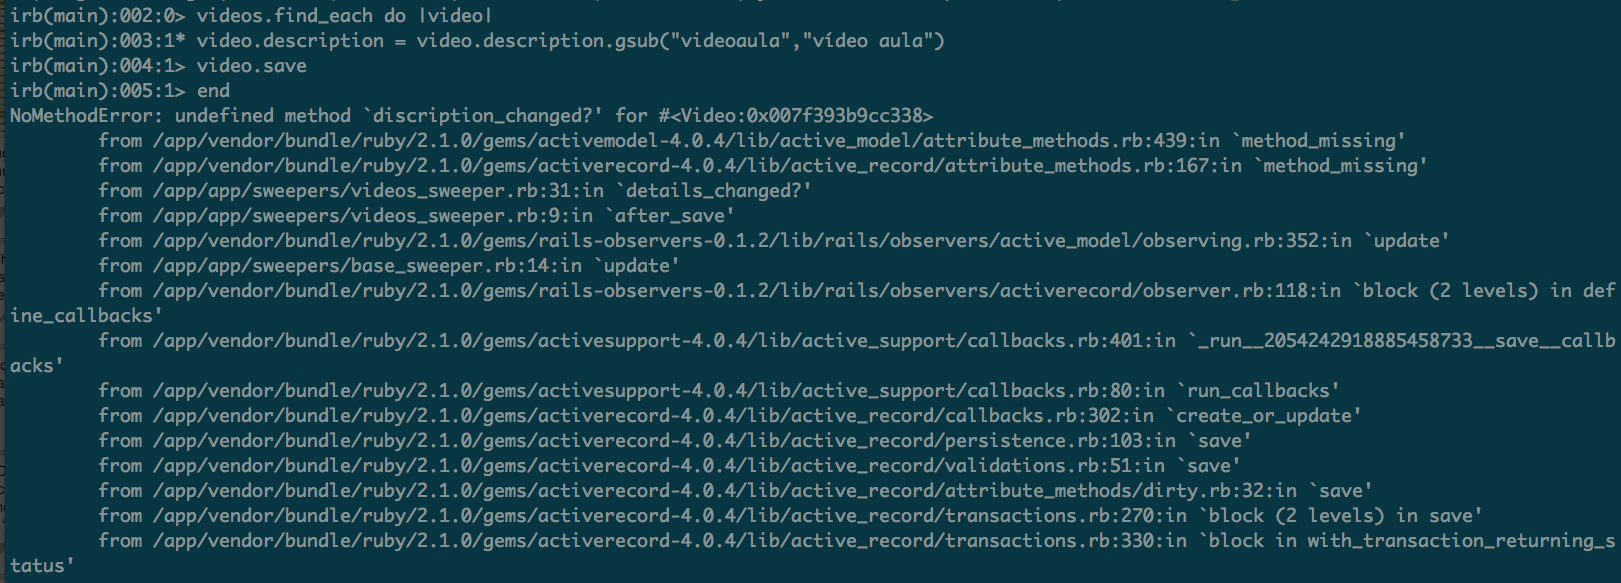 irb(main):002:0> videos.find_each do |video|
irb(main):003:1* video.description = video.description.gsub("videoaula","vídeo aula")
irb(main):004:1> video.save
irb(main):005:1> end
NoMethodError: undefined method `discription_changed?' for #<Video:0x007f393b9cc338>
        from /app/vendor/bundle/ruby/2.1.0/gems/activemodel-4.0.4/lib/active_model/attribute_methods.rb:439:in `method_missing'
        from /app/vendor/bundle/ruby/2.1.0/gems/activerecord-4.0.4/lib/active_record/attribute_methods.rb:167:in `method_missing'
        from /app/app/sweepers/videos_sweeper.rb:31:in `details_changed?'
        from /app/app/sweepers/videos_sweeper.rb:9:in `after_save'
        from /app/vendor/bundle/ruby/2.1.0/gems/rails-observers-0.1.2/lib/rails/observers/active_model/observing.rb:352:in `update'
        from /app/app/sweepers/base_sweeper.rb:14:in `update'
        from /app/vendor/bundle/ruby/2.1.0/gems/rails-observers-0.1.2/lib/rails/observers/activerecord/observer.rb:118:in `block (2 levels) in def
ine_callbacks'
        from /app/vendor/bundle/ruby/2.1.0/gems/activesupport-4.0.4/lib/active_support/callbacks.rb:401:in `_run__2054242918885458733__save__callb
acks'
        from /app/vendor/bundle/ruby/2.1.0/gems/activesupport-4.0.4/lib/active_support/callbacks.rb:80:in `run_callbacks'
        from /app/vendor/bundle/ruby/2.1.0/gems/activerecord-4.0.4/lib/active_record/callbacks.rb:302:in `create_or_update'
        from /app/vendor/bundle/ruby/2.1.0/gems/activerecord-4.0.4/lib/active_record/persistence.rb:103:in `save'
        from /app/vendor/bundle/ruby/2.1.0/gems/activerecord-4.0.4/lib/active_record/validations.rb:51:in `save'
        from /app/vendor/bundle/ruby/2.1.0/gems/activerecord-4.0.4/lib/active_record/attribute_methods/dirty.rb:32:in `save'
        from /app/vendor/bundle/ruby/2.1.0/gems/activerecord-4.0.4/lib/active_record/transactions.rb:270:in `block (2 levels) in save'
        from /app/vendor/bundle/ruby/2.1.0/gems/activerecord-4.0.4/lib/active_record/transactions.rb:330:in `block in with_transaction_returning_s
tatus'